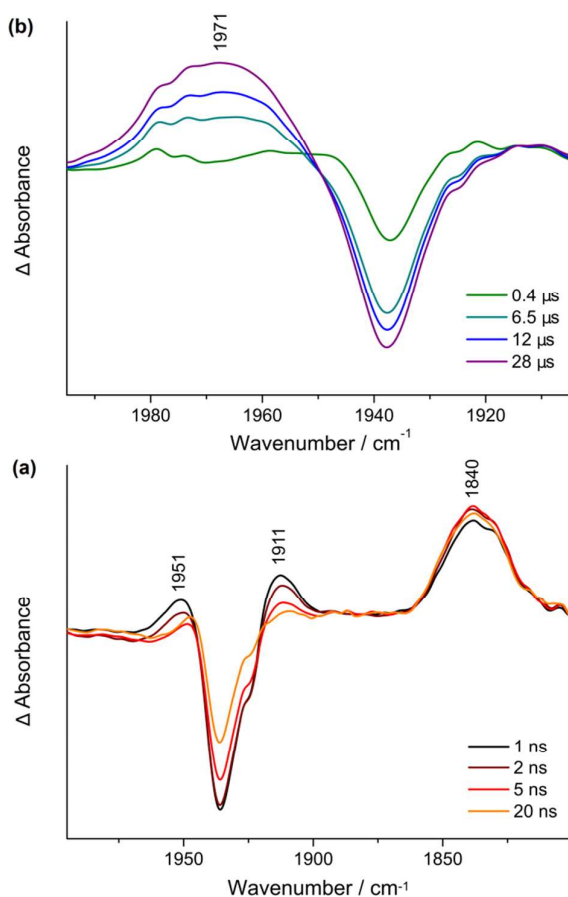 (b)
1971
Δ Absorbance
0.4 µs
6.5 µs
12 µs
28 µs
1980 1960 1940 1920
Wavenumber / cm-1
(a)
1951
1911
1840
Δ Absorbance
1 ns
2 ns
5 ns
20 ns
1950 1900 1850
Wavenumber / cm-1